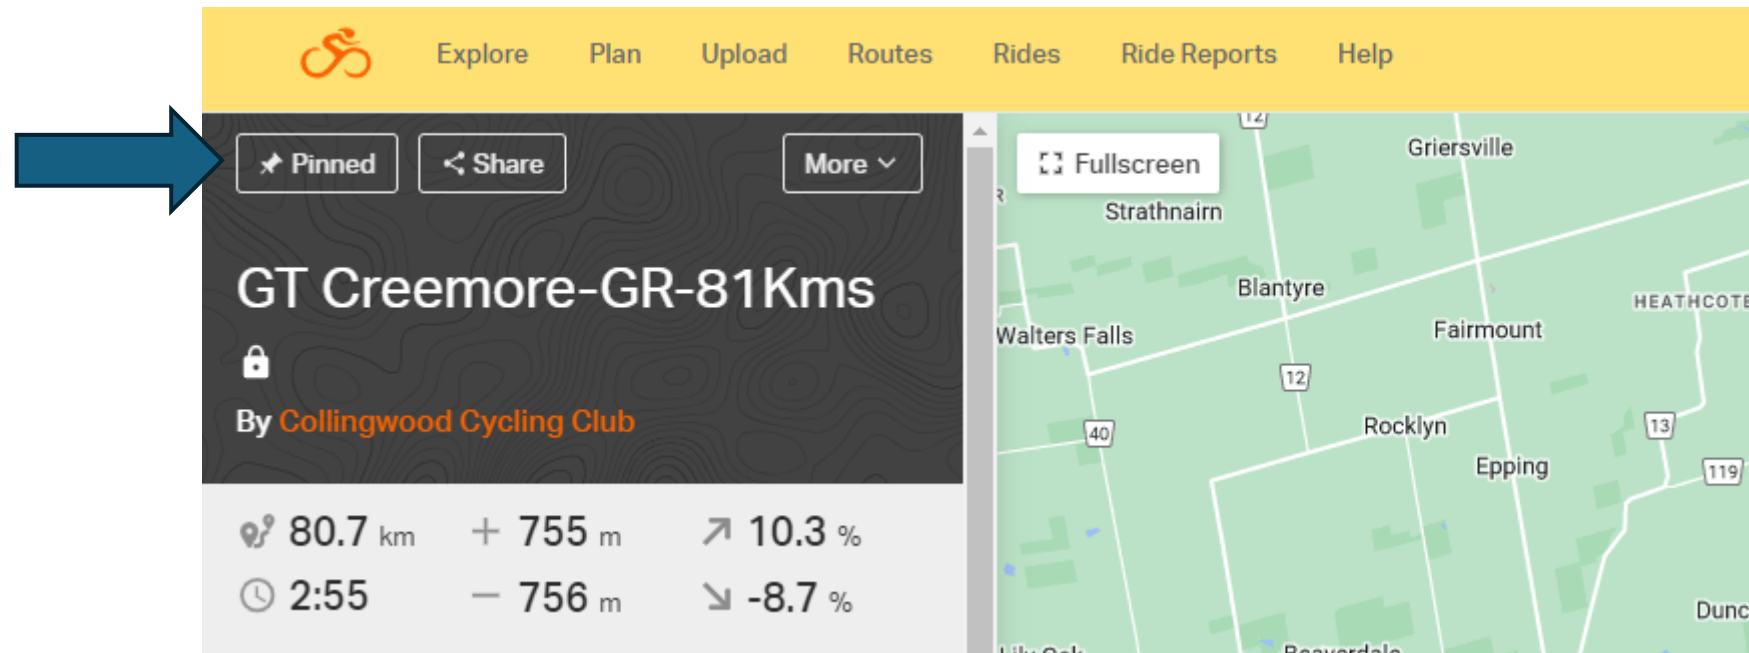 Explore Plan Upload Routes Rides Ride Reports Help
Pinned Share More
GT Creemore-GR-81Kms
By Collingwood Cycling Club
80.7 km 755 m 10.3 %
2:55 756 m -8.7 %
Fullscreen
12
Griersville
Strathnairn
Blantyre
HEATHCOTE
Walters Falls
Fairmount
12
40
Rocklyn
13
Epping
119
Dunc